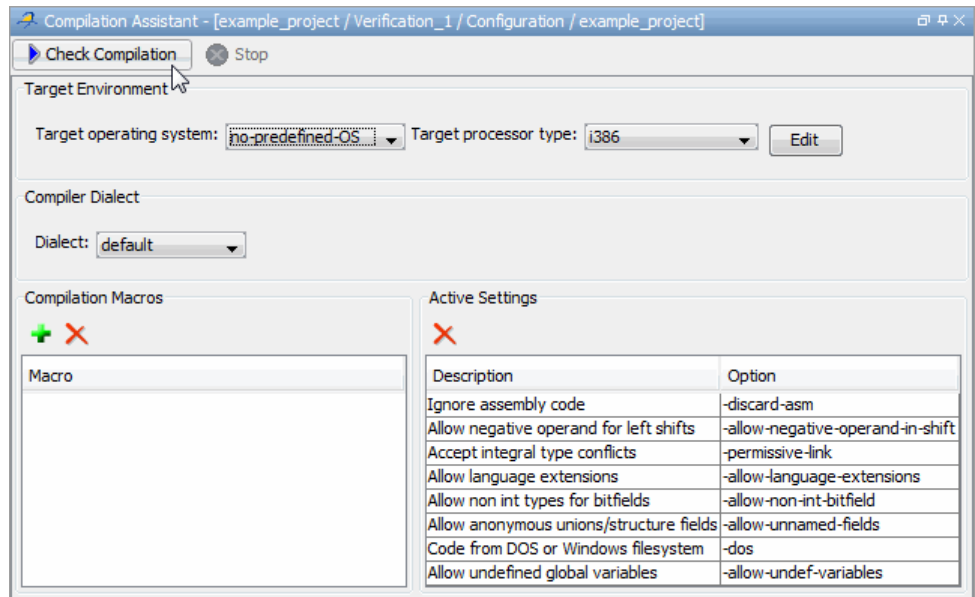 Compilation Assistant - [example_project / Verification_1 / Configuration / example_project]
Check Compilation Stop
Target Environment
Target operating system: no-predefined-OS Target processor type: i386 Edit
Compiler Dialect
Dialect: default
Compilation Macros Active Settings
Macro Description Option
Ignore assembly code -discard-asm
Allow negative operand for left shifts -allow-negative-operand-in-shift
Accept integral type conflicts -permissive-link
Allow language extensions -allow-language-extensions
Allow non int types for bitfields -allow-non-int-bitfield
Allow anonymous unions/structure fields -allow-unnamed-fields
Code from DOS or Windows filesystem -dos
Allow undefined global variables -allow-undef-variables